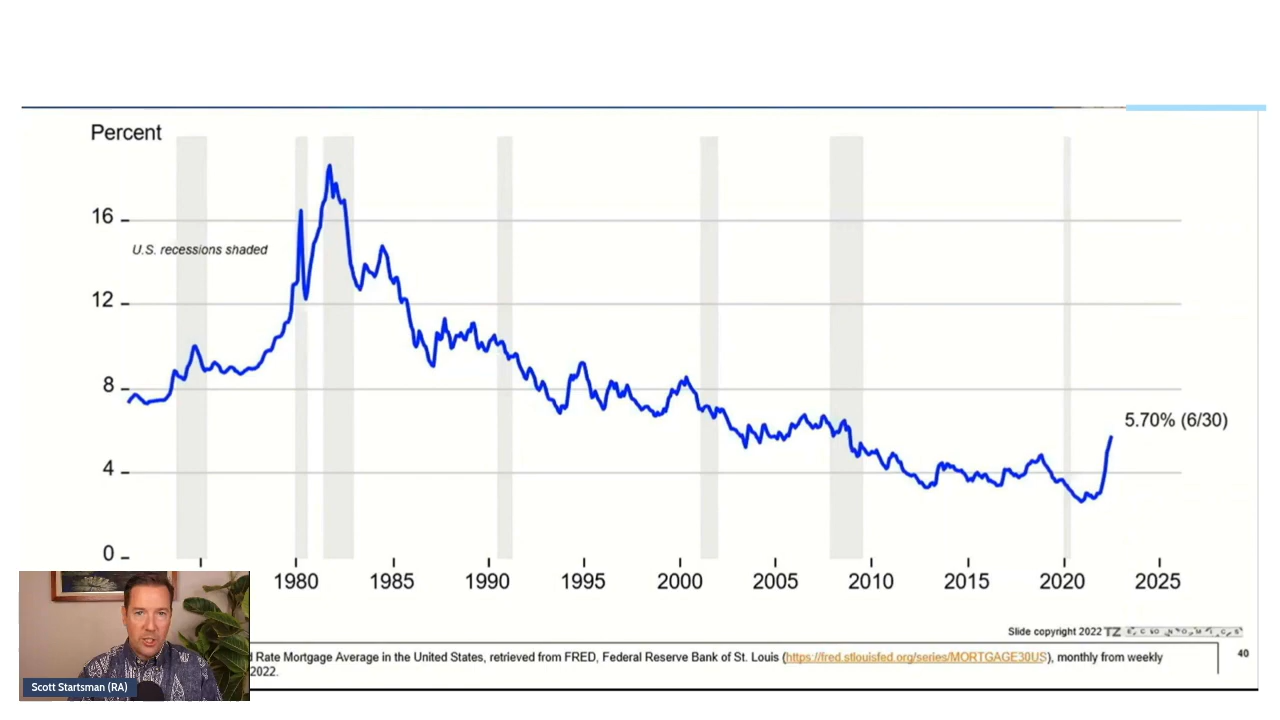 Percent
16
U.S. recessions shaded
12
8
5.70% (6/30)
4
0
1980 1985 1990 1995 2000 2005 2010 2015 2020 2025
Slide copyright 2022 TZ ECONOMICS
d Rate Mortgage Average in the United States, retrieved from FRED, Federal Reserve Bank of St. Louis (https://fred.stlouisfed.org/series/MORTGAGE30US), monthly from weekly
40
2022.
Scott Startsman (RA)